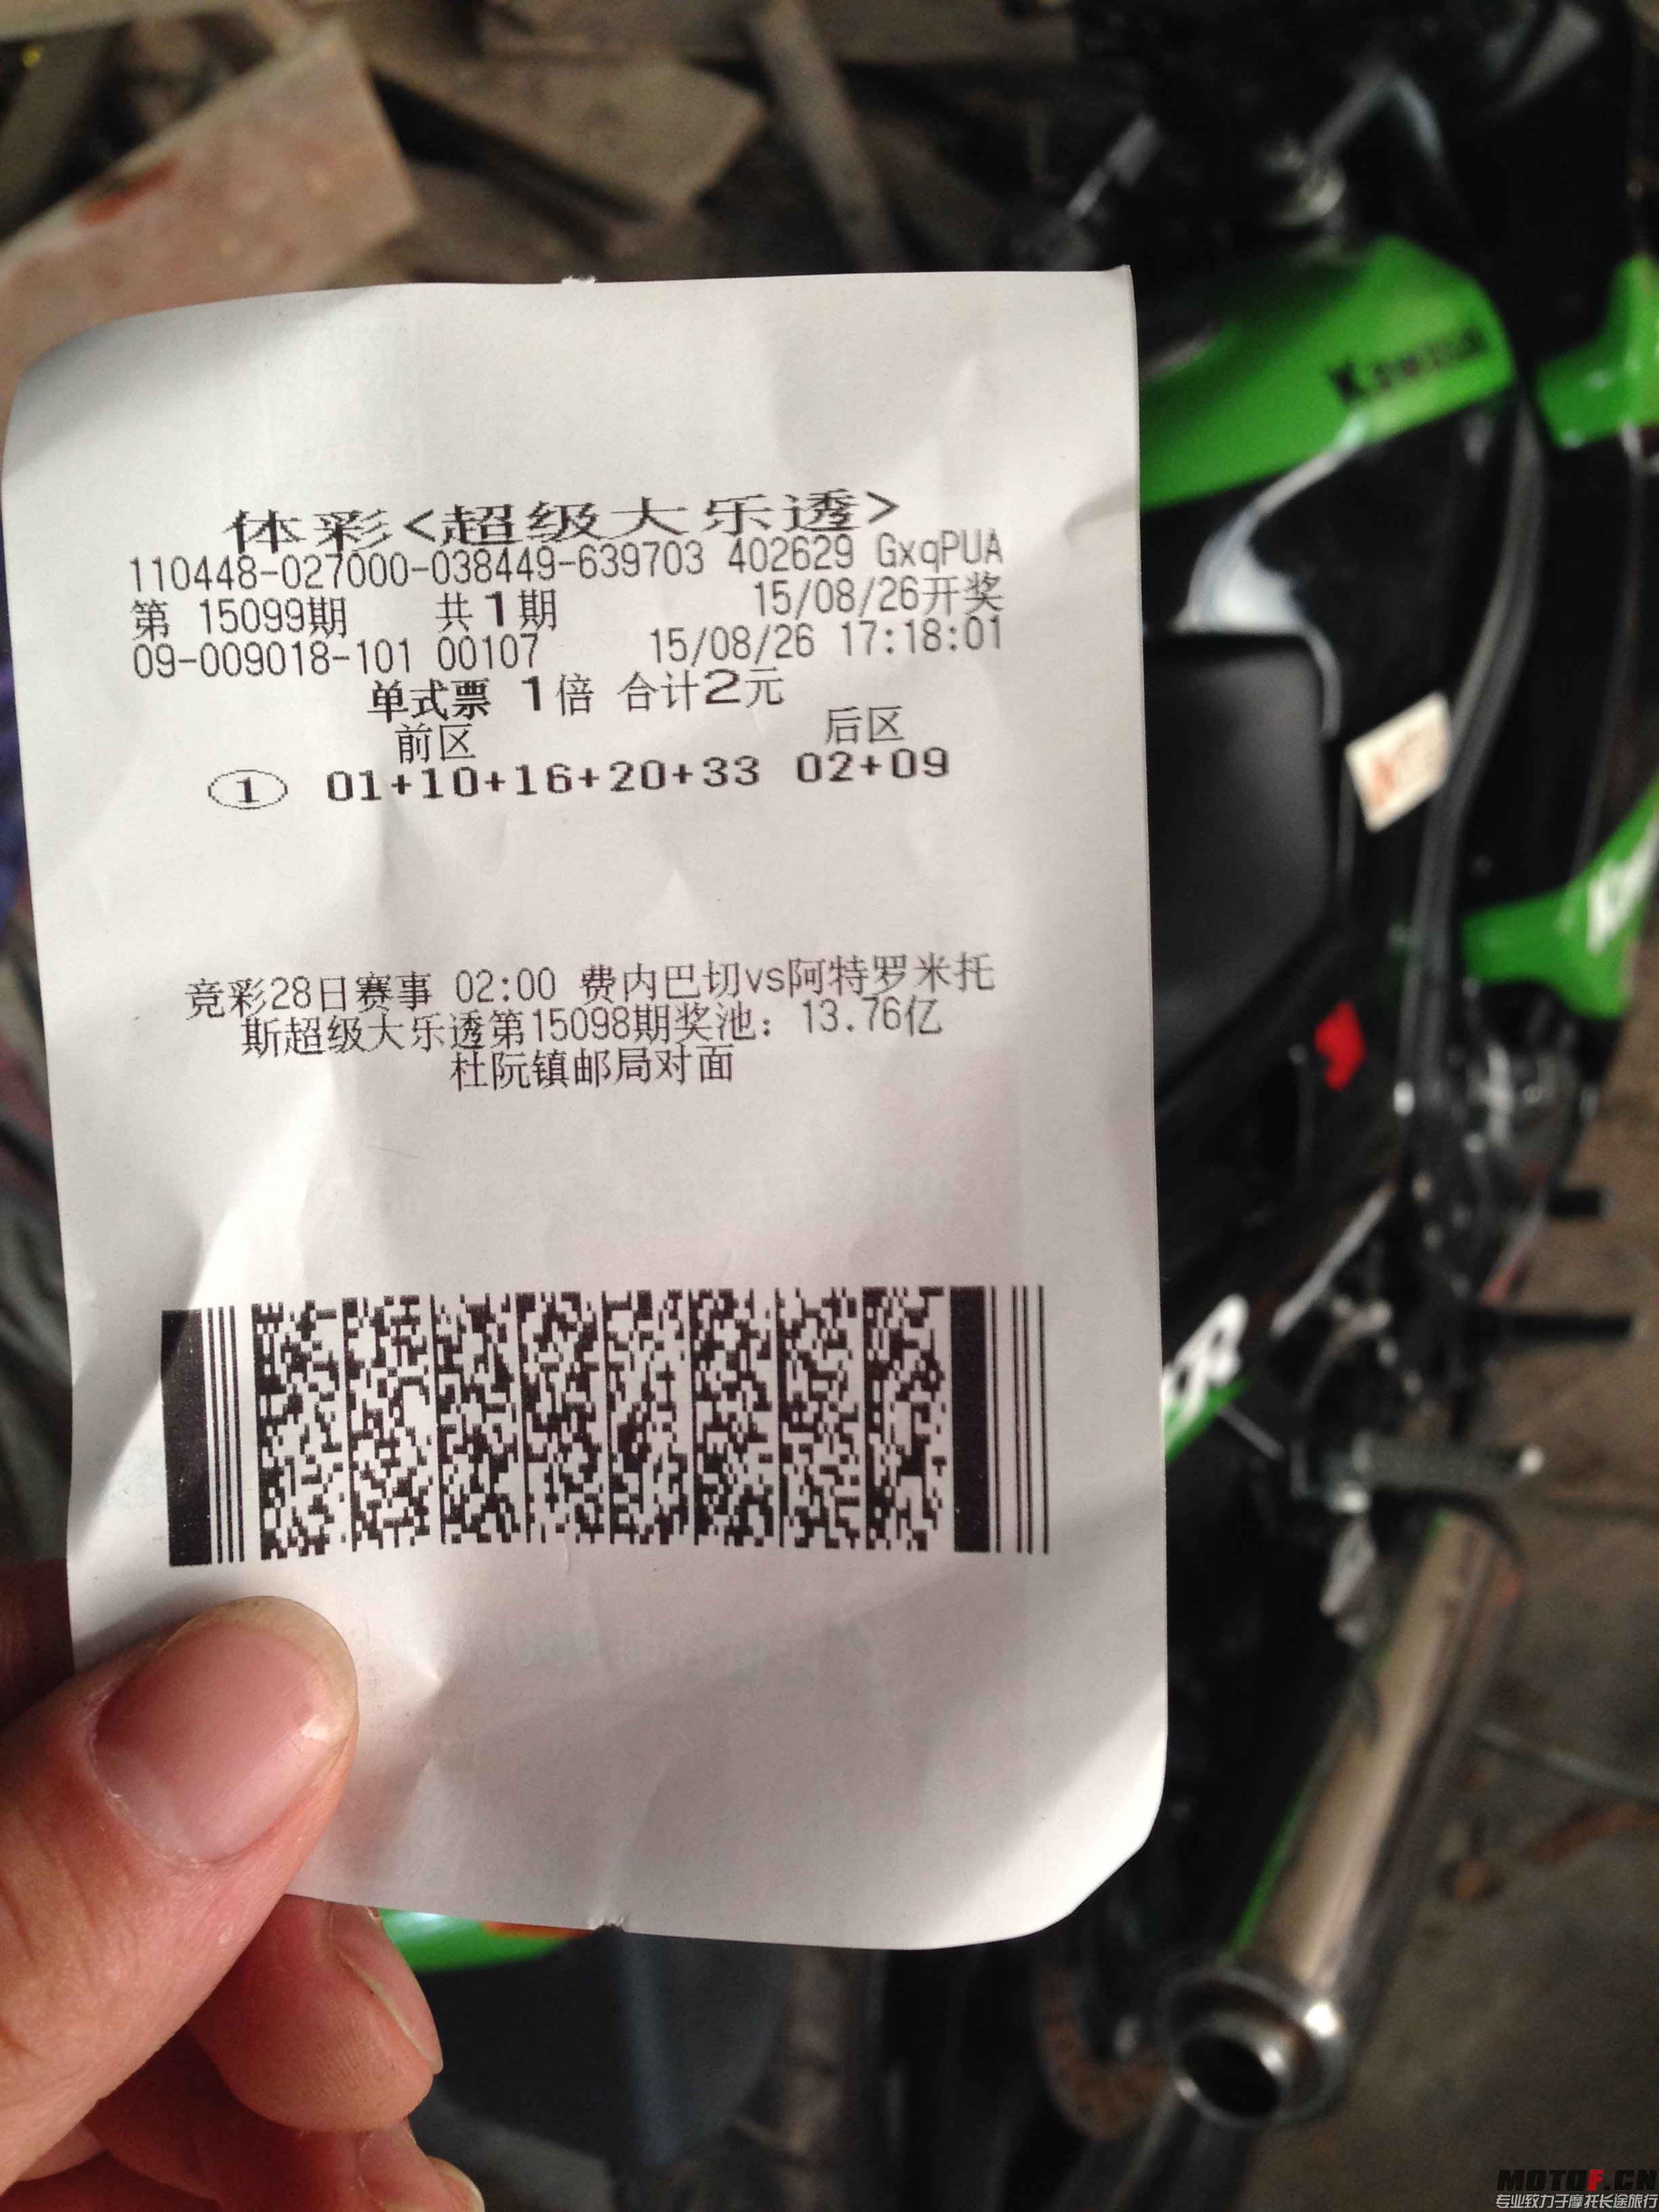 体彩<超级大乐透>
110448-027000-038449-639703 402629 GxqPUA
第 15099期 共1期 15/08/26开奖
09-009018-101 00107 15/08/26 17:18:01
单式票 1倍 合计2元
前区 后区
① 01+10+16+20+33 02+09
竞彩28日赛事 02:00 费内巴切vs阿特罗米托
斯超级大乐透第15098期奖池：13.76亿
杜阮镇邮局对面
MOTOF.CN
专业致力于摩托长途旅行